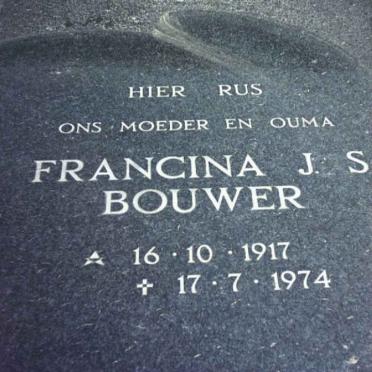 HIER RUS
ONS MOEDER EN OUMA
FRANCINA J. S
BOUWER
16·10·1917
✝ 17·7·1974